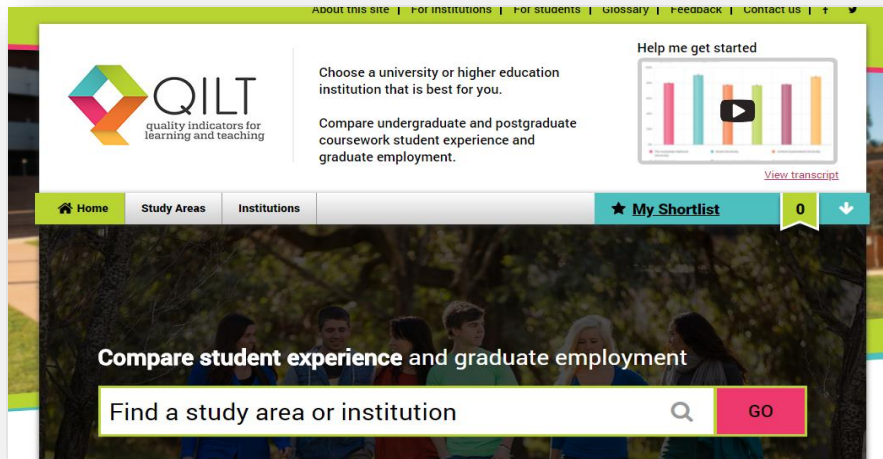 About this site | For institutions | For students | Glossary | Feedback | Contact us |
QILT
quality indicators for
learning and teaching
Choose a university or higher education
institution that is best for you.
Compare undergraduate and postgraduate
coursework student experience and
graduate employment.
Help me get started
View transcript
Home
Study Areas
Institutions
My Shortlist
0
Compare student experience and graduate employment
Find a study area or institution
GO